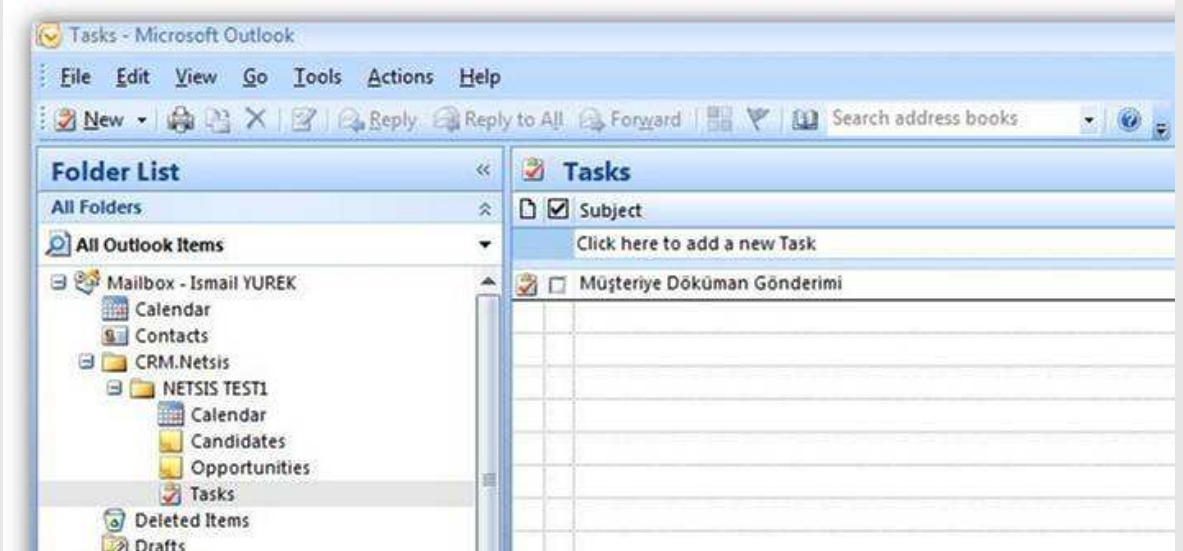 Tasks - Microsoft Outlook
File Edit View Go Tools Actions Help
New Reply Reply to All Forward Search address books
Folder List
All Folders
All Outlook Items
Mailbox - Ismail YUREK
Calendar
Contacts
CRM.Netsis
NETSIS TEST1
Calendar
Candidates
Opportunities
Tasks
Deleted Items
Drafts
Tasks
Subject
Click here to add a new Task
Müşteriye Döküman Gönderimi